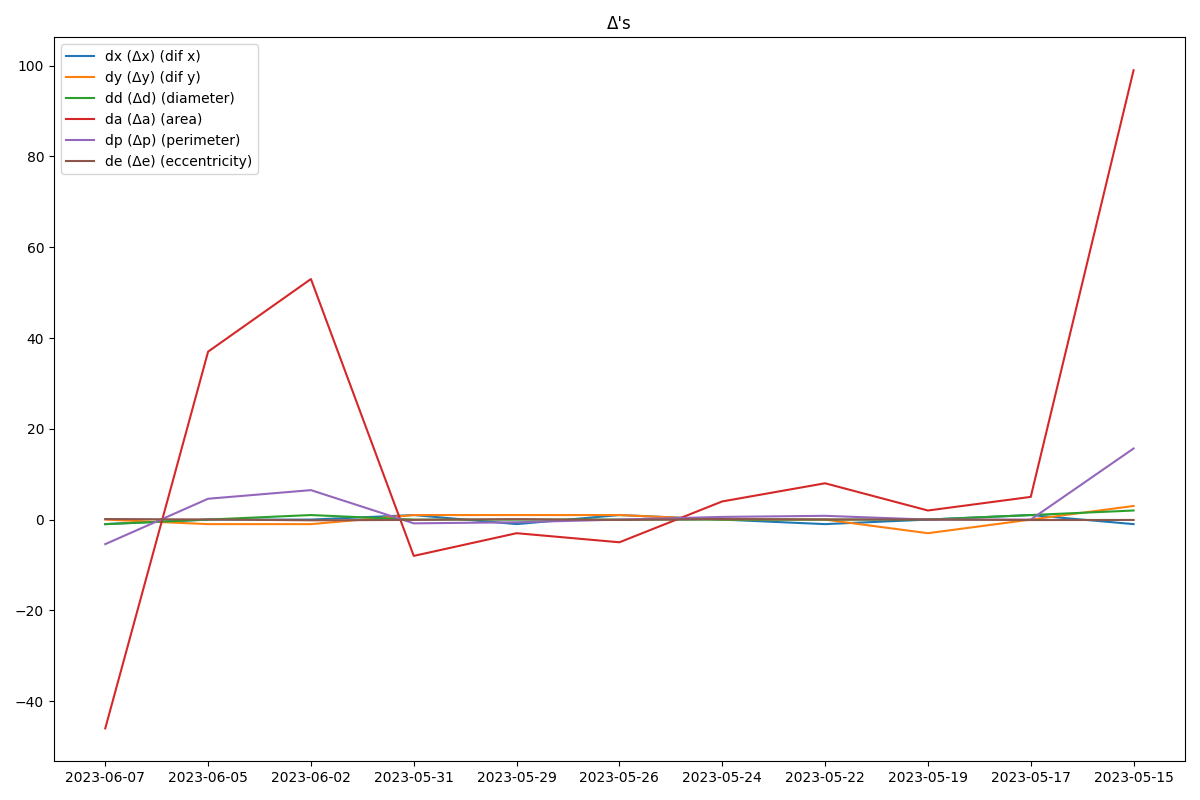 Δ's
dx (Δx) (dif x)
dy (Δy) (dif y)
dd (Δd) (diameter)
da (Δa) (area)
dp (Δp) (perimeter)
de (Δe) (eccentricity)
100
80
60
40
20
0
−20
−40
2023-06-07 2023-06-05 2023-06-02 2023-05-31 2023-05-29 2023-05-26 2023-05-24 2023-05-22 2023-05-19 2023-05-17 2023-05-15